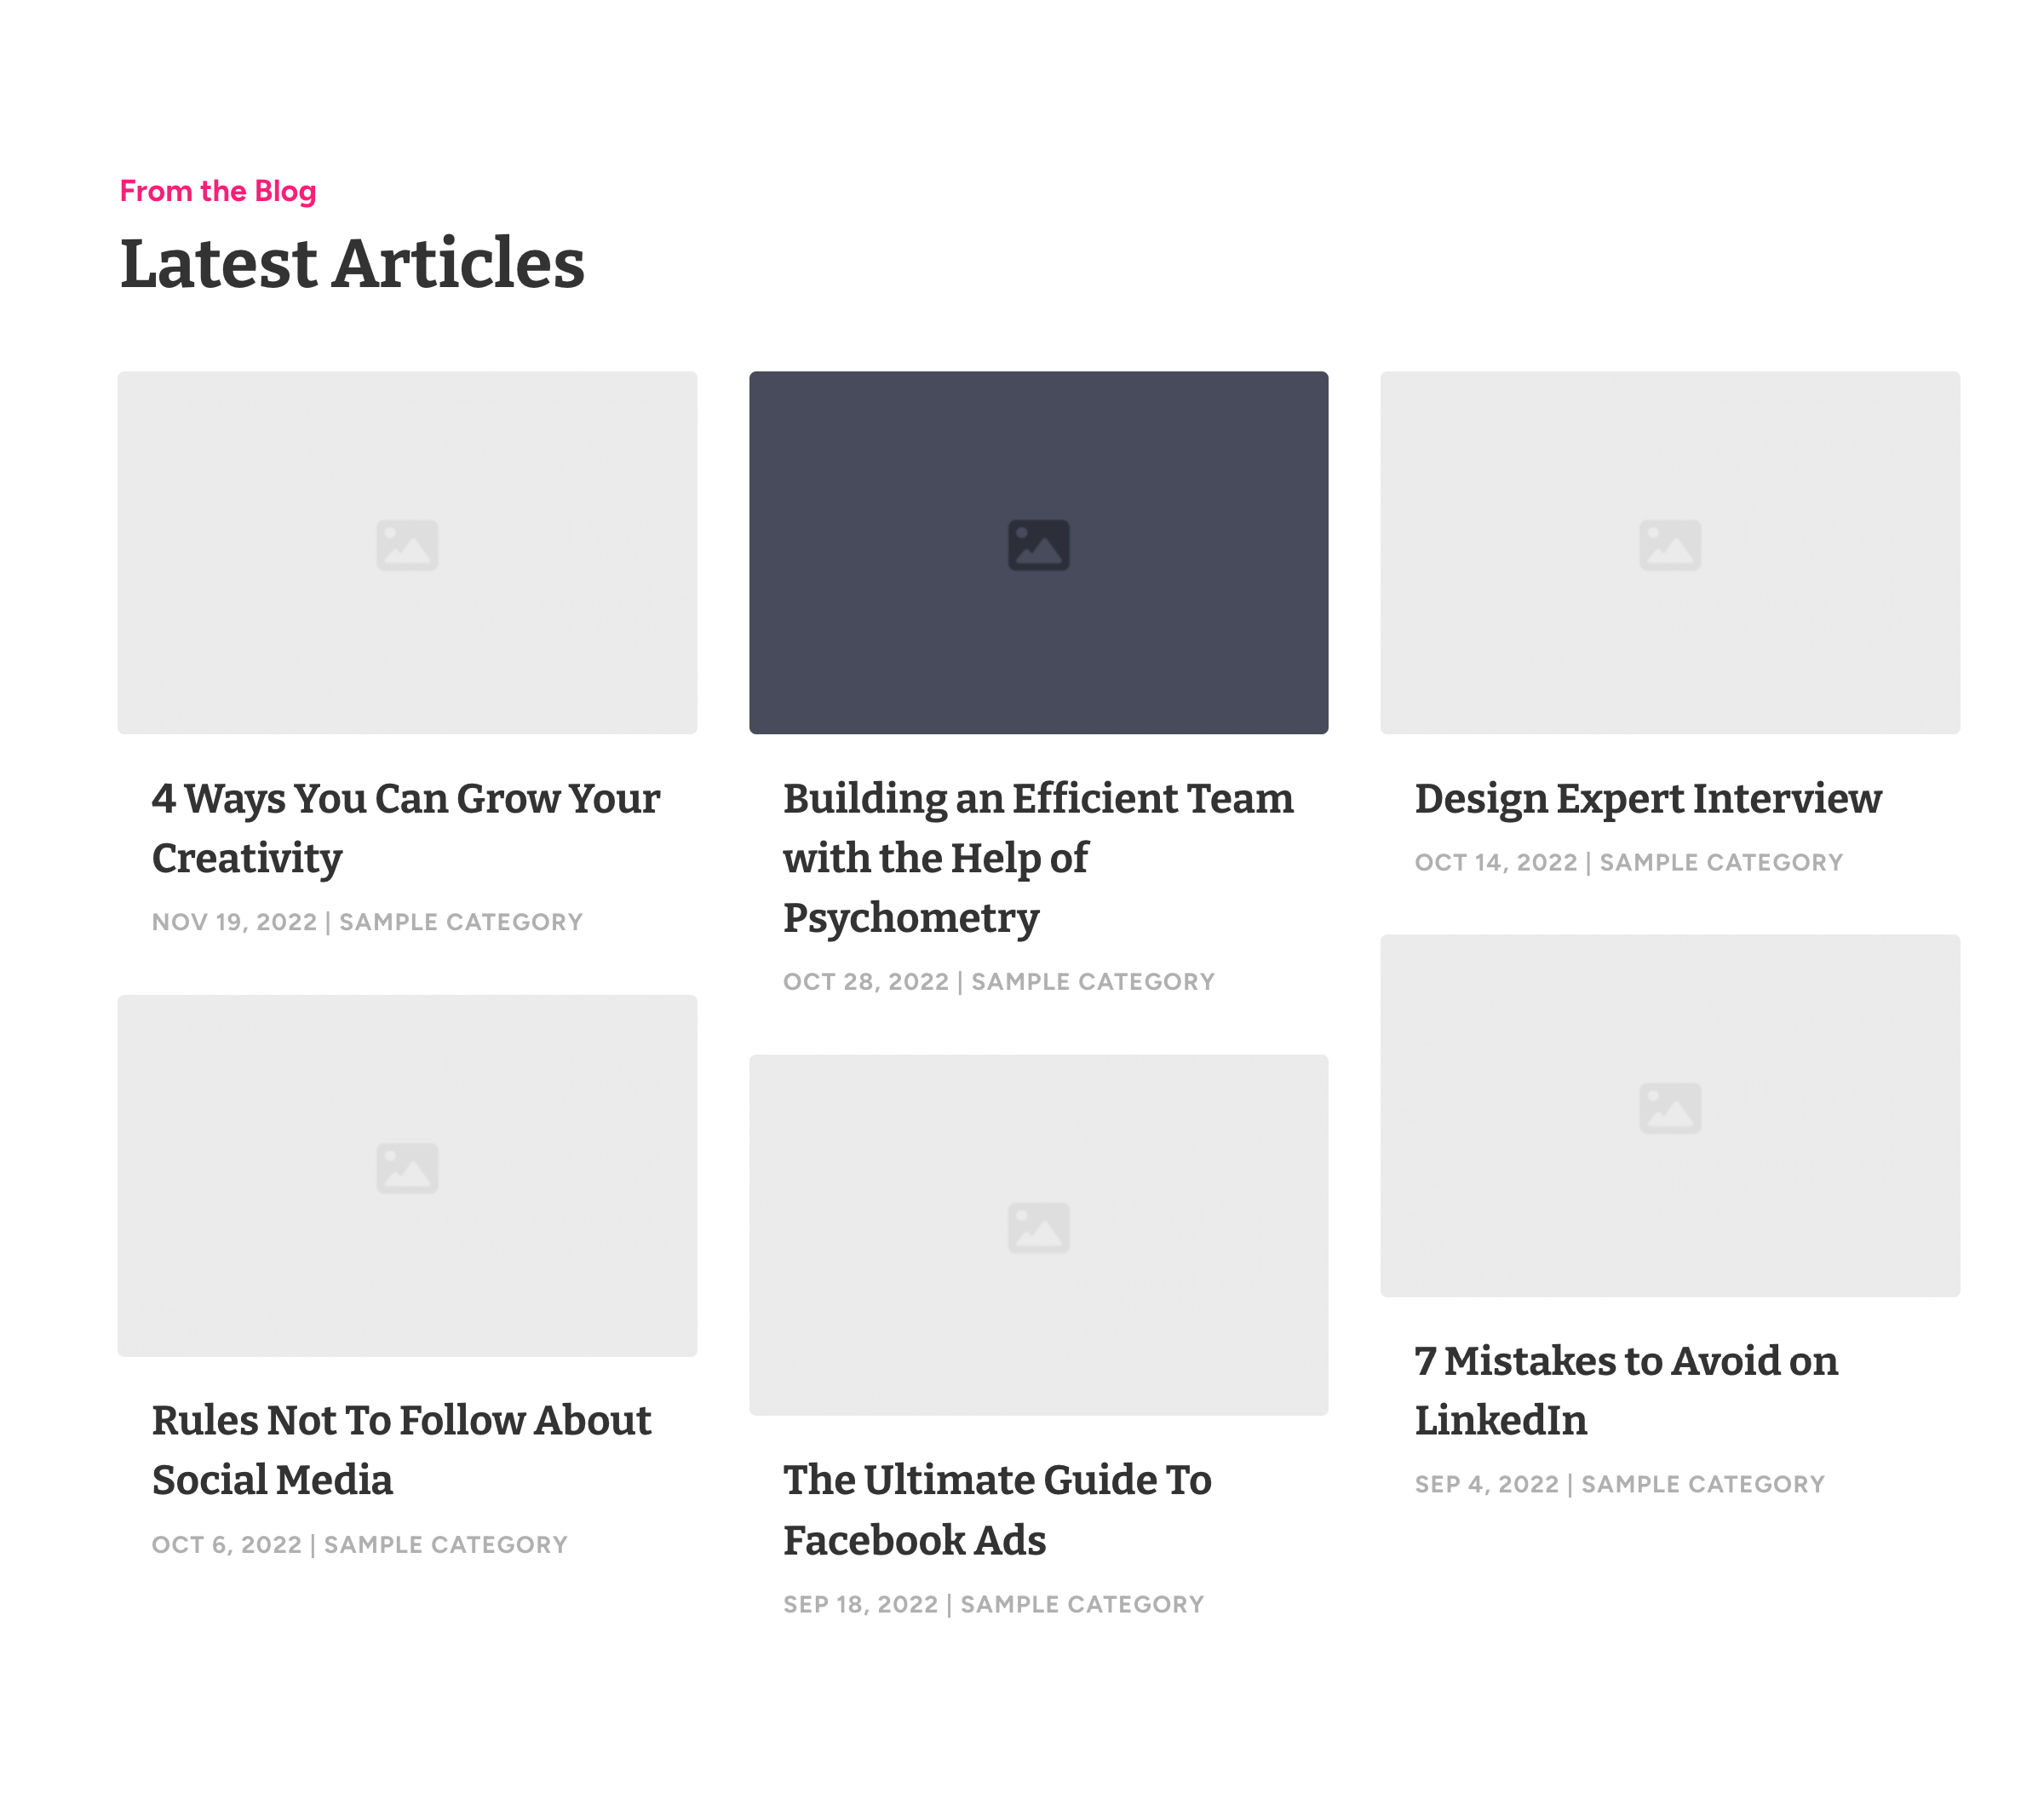 From the Blog
Latest Articles
4 Ways You Can Grow Your
Creativity
NOV 19, 2022 | SAMPLE CATEGORY
Building an Efficient Team
with the Help of
Psychometry
OCT 28, 2022 | SAMPLE CATEGORY
Design Expert Interview
OCT 14, 2022 | SAMPLE CATEGORY
Rules Not To Follow About
Social Media
OCT 6, 2022 | SAMPLE CATEGORY
The Ultimate Guide To
Facebook Ads
SEP 18, 2022 | SAMPLE CATEGORY
7 Mistakes to Avoid on
LinkedIn
SEP 4, 2022 | SAMPLE CATEGORY